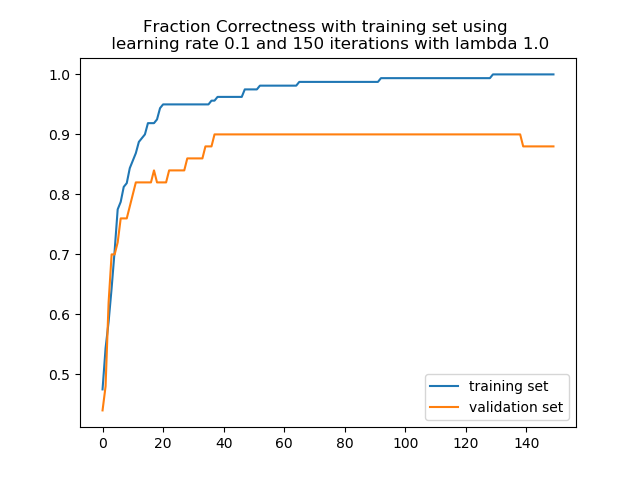 Fraction Correctness with training set using
learning rate 0.1 and 150 iterations with lambda 1.0
1.0
0.9
0.8
0.7
0.6
0.5
0 20 40 60 80 100 120 140
training set
validation set